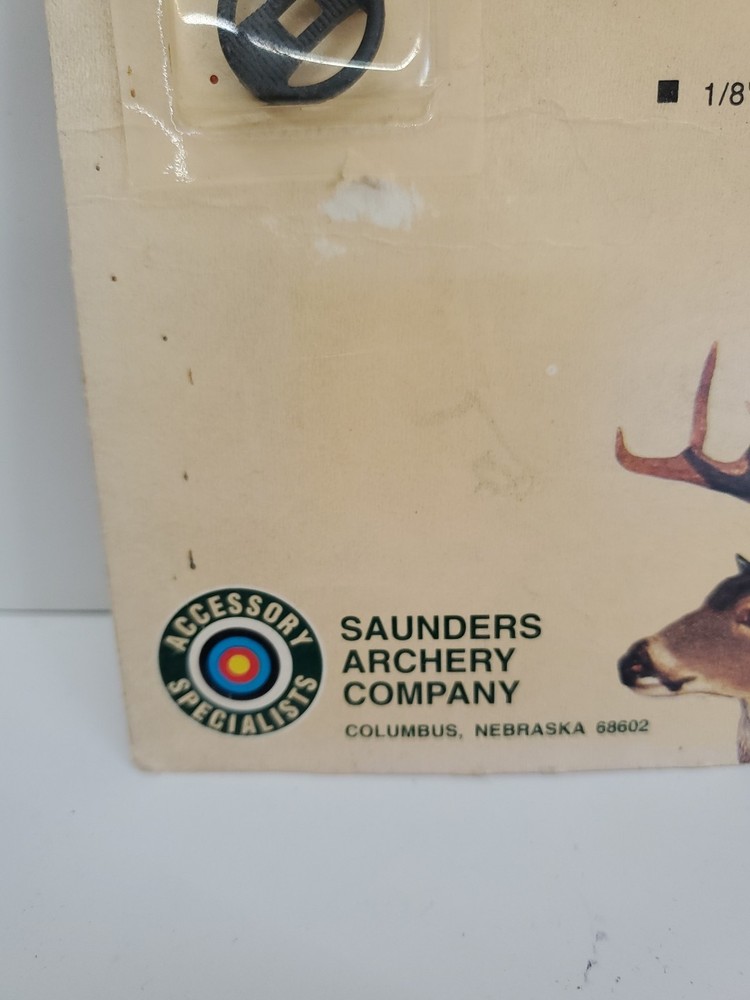 ■ 1/8"
ACCESSORY
SPECIALISTS
SAUNDERS
ARCHERY
COMPANY
COLUMBUS, NEBRASKA 68602